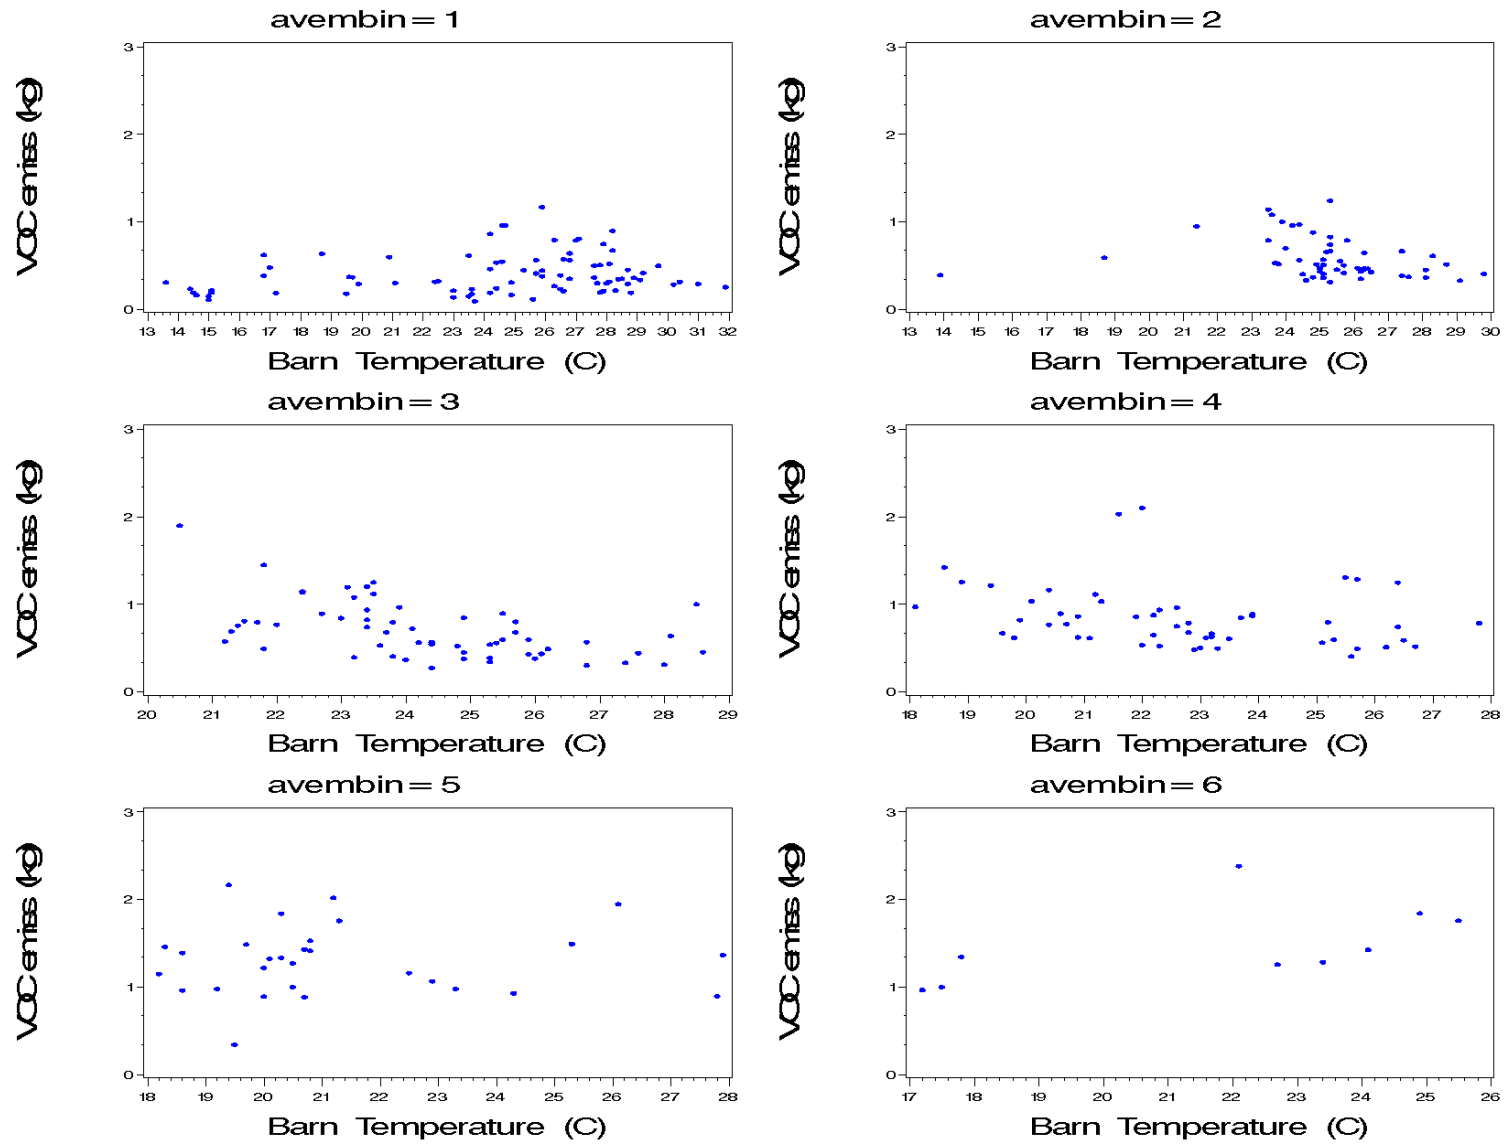 avembin= 1
VOC emiss (kg)
3
2
1
0
13 14 15 16 17 18 19 20 21 22 23 24 25 26 27 28 29 30 31 32
Barn Temperature (C)
avembin= 2
VOC emiss (kg)
3
2
1
0
13 14 15 16 17 18 19 20 21 22 23 24 25 26 27 28 29 30
Barn Temperature (C)
avembin= 3
VOC emiss (kg)
3
2
1
0
20 21 22 23 24 25 26 27 28 29
Barn Temperature (C)
avembin= 4
VOC emiss (kg)
3
2
1
0
18 19 20 21 22 23 24 25 26 27 28
Barn Temperature (C)
avembin= 5
VOC emiss (kg)
3
2
1
0
18 19 20 21 22 23 24 25 26 27 28
Barn Temperature (C)
avembin= 6
VOC emiss (kg)
3
2
1
0
17 18 19 20 21 22 23 24 25 26
Barn Temperature (C)